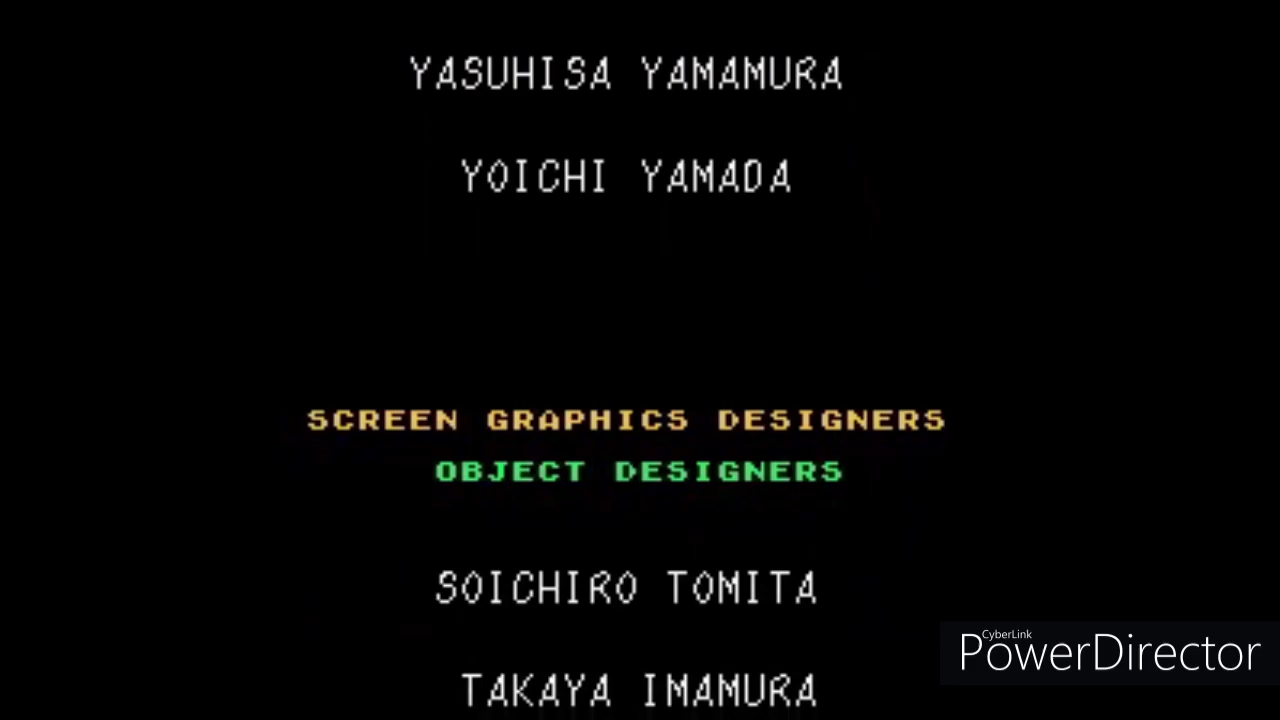 YASUHISA YAMAMURA
YOICHI YAMADA
SCREEN GRAPHICS DESIGNERS
OBJECT DESIGNERS
SOICHIRO TOMITA
TAKAYA IMAMURA
CyberLink
PowerDirector